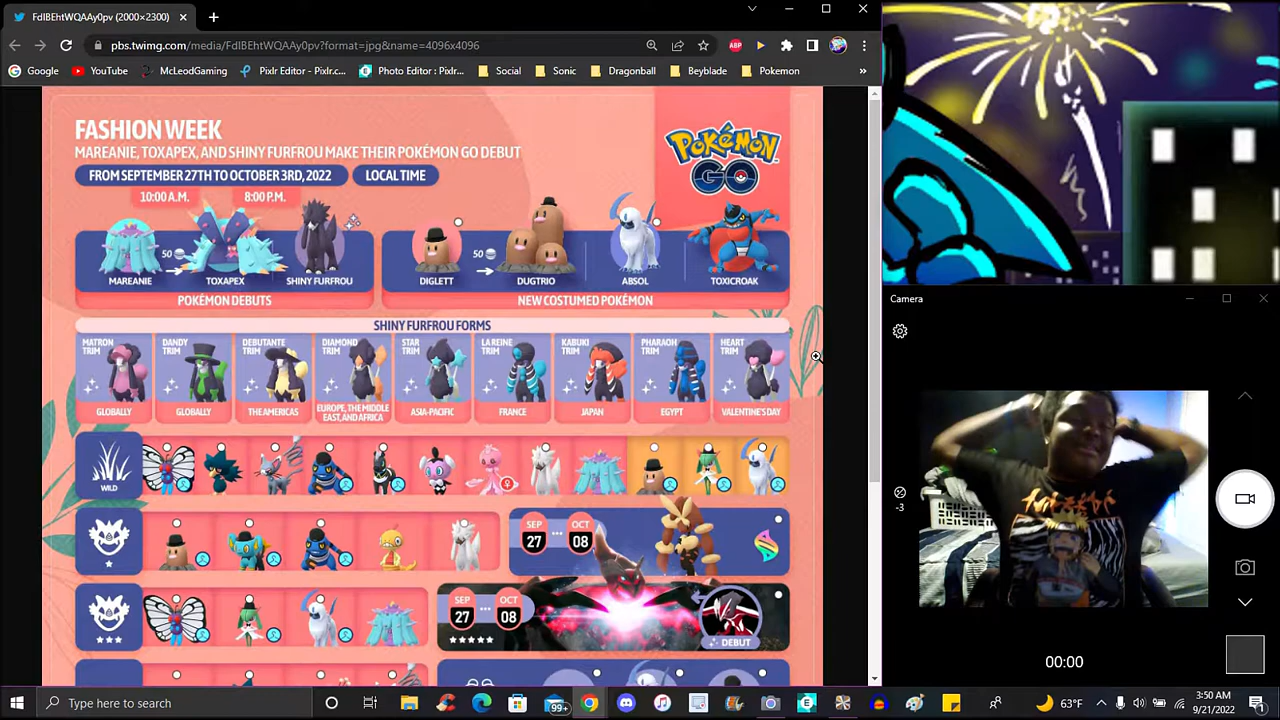 FdIBEhtWQAAy0pv (2000×2300)
pbs.twimg.com/media/FdIBEhtWQAAy0pv?format=jpg&name=4096x4096
ABP
Google
YouTube
McLeodGaming
Pixlr Editor - Pixlr.c...
Photo Editor : Pixlr...
Social
Sonic
Dragonball
Beyblade
Pokemon
»
FASHION WEEK
MAREANIE, TOXAPEX, AND SHINY FURFROU MAKE THEIR POKÉMON GO DEBUT
FROM SEPTEMBER 27TH TO OCTOBER 3RD, 2022
LOCAL TIME
10:00 A.M.
8:00 P.M.
POKÉMON
GO
50
50
MAREANIE
TOXAPEX
SHINY FURFROU
DIGLETT
DUGTRIO
ABSOL
TOXICROAK
POKÉMON DEBUTS
NEW COSTUMED POKÉMON
SHINY FURFROU FORMS
MATRON TRIM
DANDY TRIM
DEBUTANTE TRIM
DIAMOND TRIM
STAR TRIM
LA REINE TRIM
KABUKI TRIM
PHARAOH TRIM
HEART TRIM
GLOBALLY
GLOBALLY
THE AMERICAS
EUROPE, THE MIDDLE EAST, AND AFRICA
ASIA-PACIFIC
FRANCE
JAPAN
EGYPT
VALENTINE'S DAY
WILD
SEP 27 ... OCT 08
SEP 27 ... OCT 08
DEBUT
Camera
-3
00:00
Type here to search
99+
63°F
3:50 AM
9/21/2022